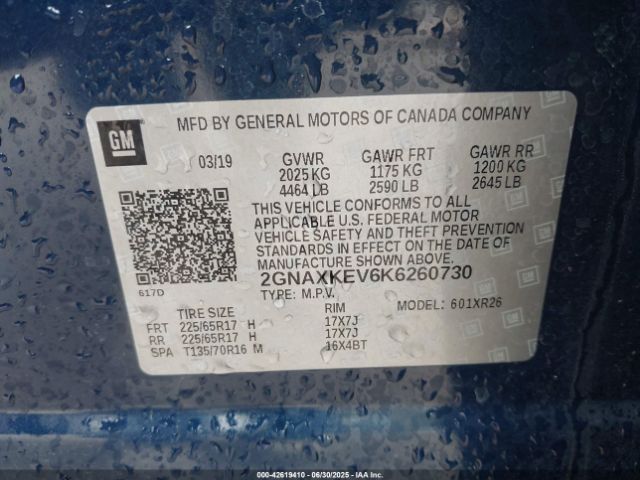 GM
MFD BY GENERAL MOTORS OF CANADA COMPANY
03/19 GVWR GAWR FRT GAWR RR
2025 KG 1175 KG 1200 KG
4464 LB 2590 LB 2645 LB
THIS VEHICLE CONFORMS TO ALL
APPLICABLE U.S. FEDERAL MOTOR
VEHICLE SAFETY AND THEFT PREVENTION
STANDARDS IN EFFECT ON THE DATE OF
MANUFACTURE SHOWN ABOVE.
617D
2GNAXKEV6K6260730
TYPE: M.P.V. MODEL: 601XR26
TIRE SIZE RIM
FRT 225/65R17 H 17X7J
RR 225/65R17 H 17X7J
SPA T135/70R16 M 16X4BT
000-42619410 - 06/30/2025 - IAA Inc.